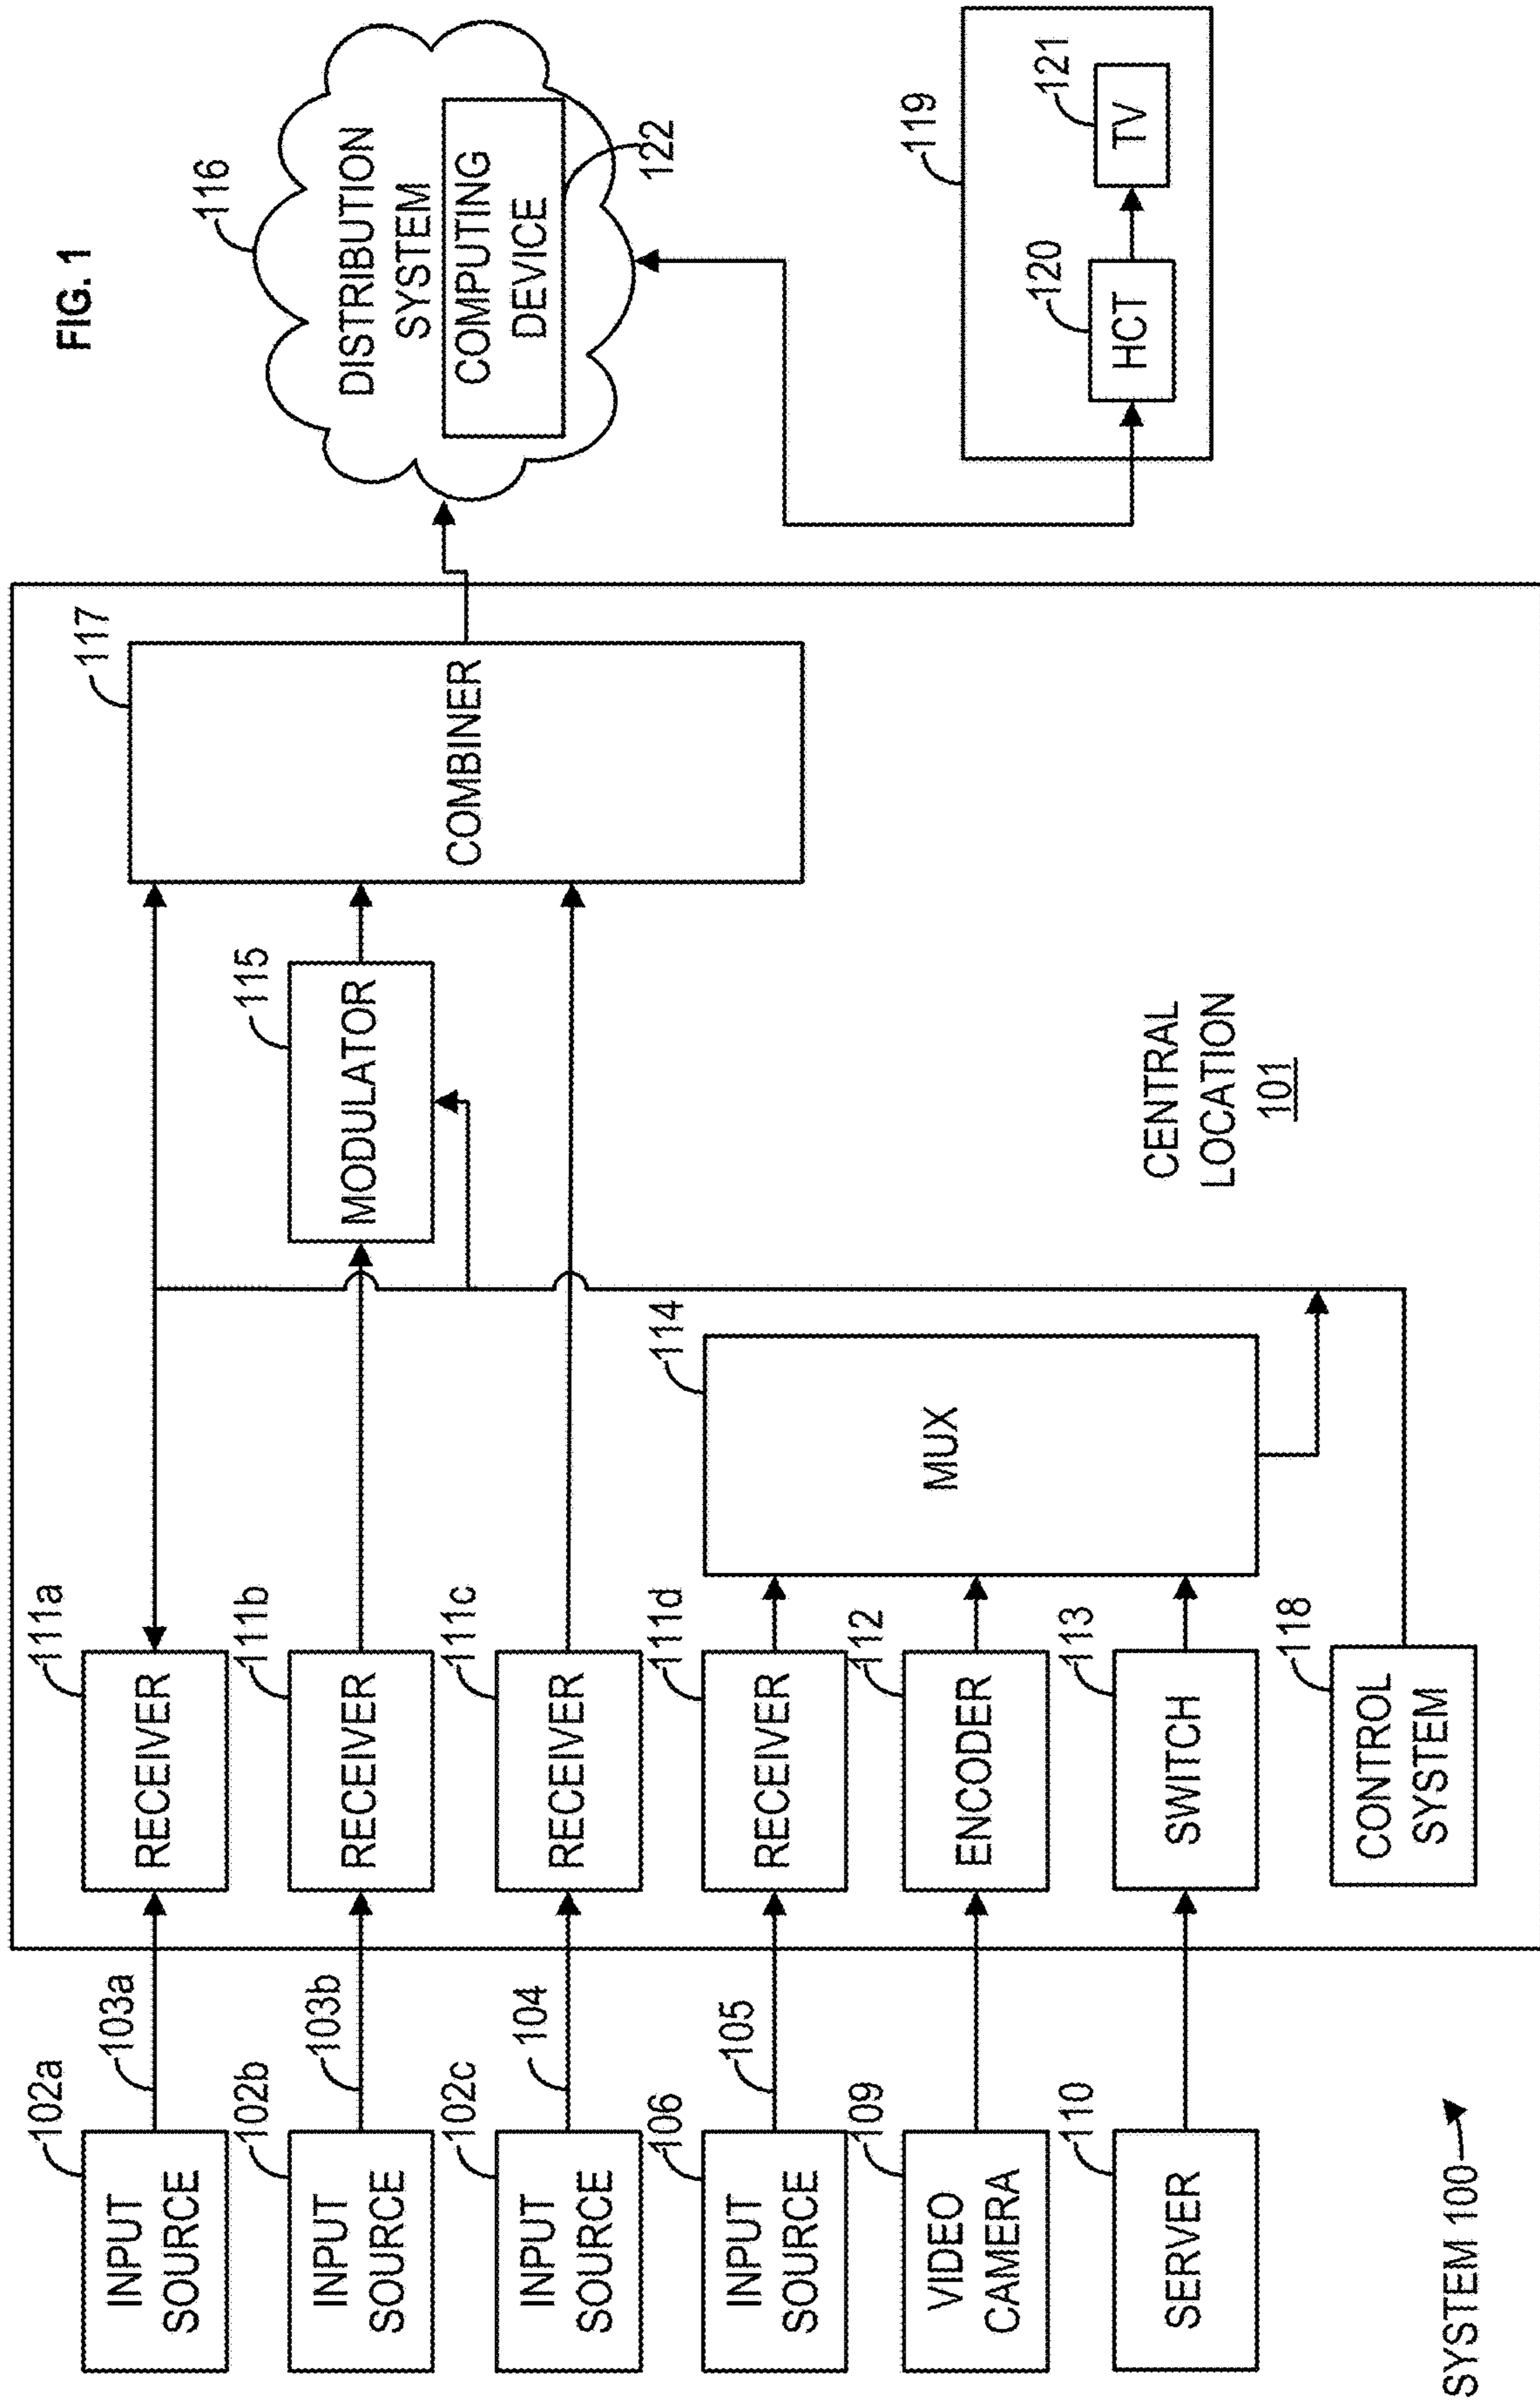 FIG. 1
102a
INPUT
SOURCE
103a
111a
RECEIVER
102b
INPUT
SOURCE
103b
111b
RECEIVER
115
MODULATOR
102c
INPUT
SOURCE
104
111c
RECEIVER
117
COMBINER
106
INPUT
SOURCE
105
111d
RECEIVER
109
VIDEO
CAMERA
112
ENCODER
110
SERVER
113
SWITCH
114
MUX
118
CONTROL
SYSTEM
CENTRAL
LOCATION
101
116
DISTRIBUTION
SYSTEM
COMPUTING
DEVICE
122
119
120
HCT
121
TV
SYSTEM 100